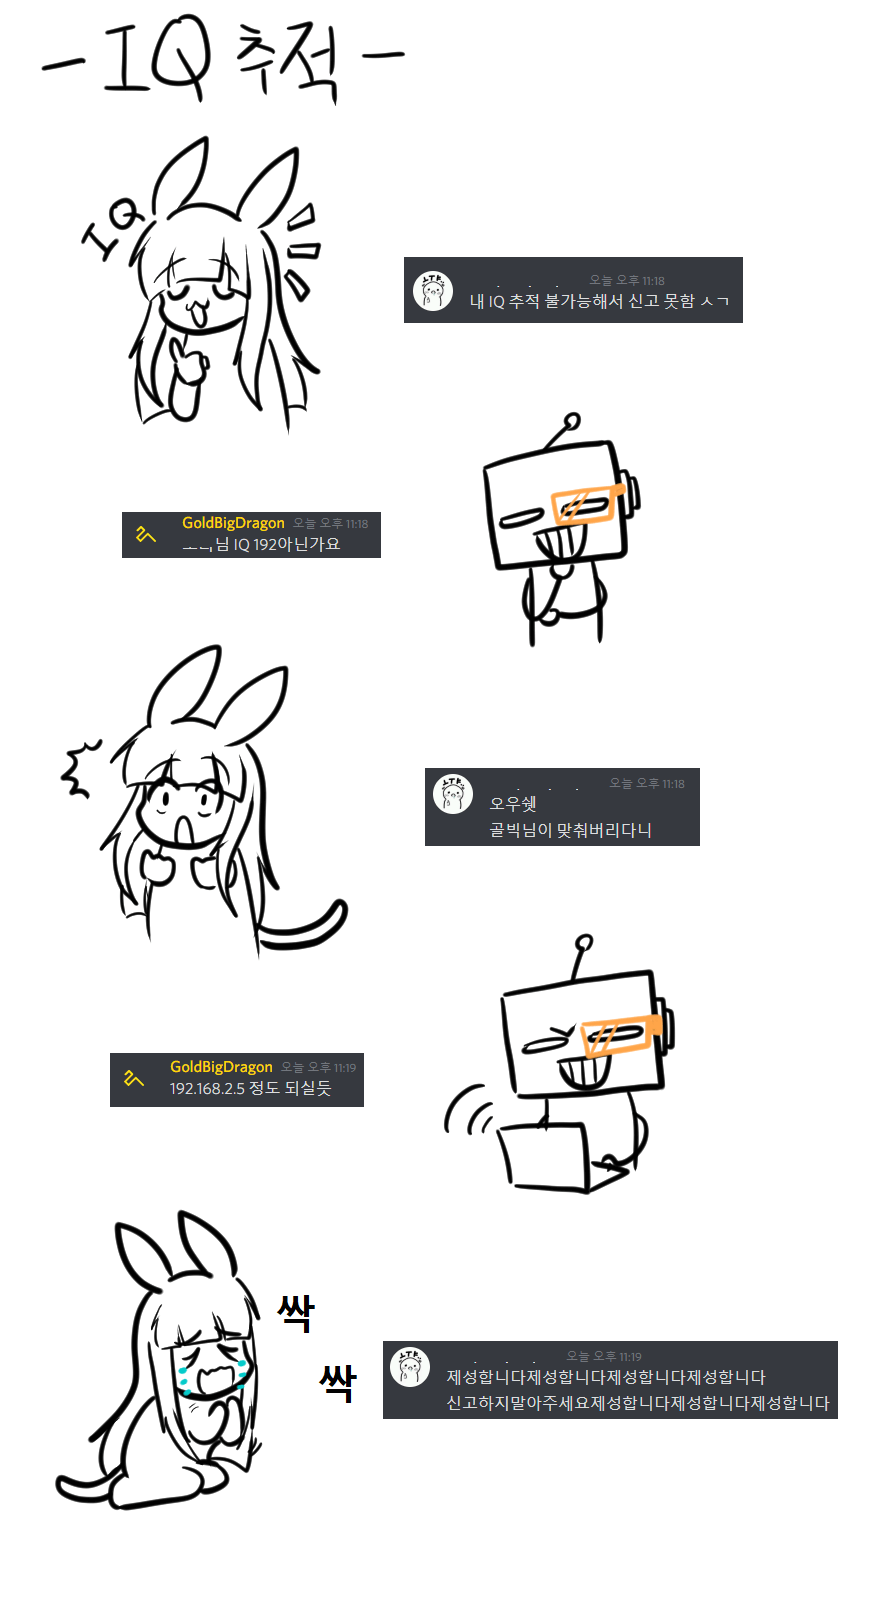 - IQ 추적 -
IQ
오늘 오후 11:18
내 IQ 추적 불가능해서 신고 못함 ㅅㄱ
GoldBigDragon 오늘 오후 11:18
님 IQ 192아닌가요
오늘 오후 11:18
오우쉣
골빅님이 맞춰버리다니
GoldBigDragon 오늘 오후 11:19
192.168.2.5 정도 되실듯
싹
싹
오늘 오후 11:19
제성합니다제성합니다제성합니다제성합니다
신고하지말아주세요제성합니다제성합니다제성합니다